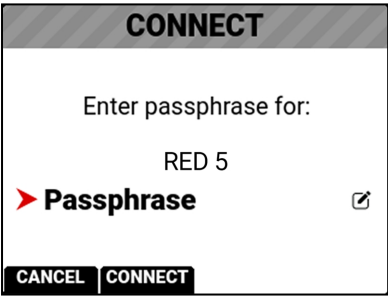 CONNECT
Enter passphrase for:
RED 5
Passphrase
CANCEL CONNECT